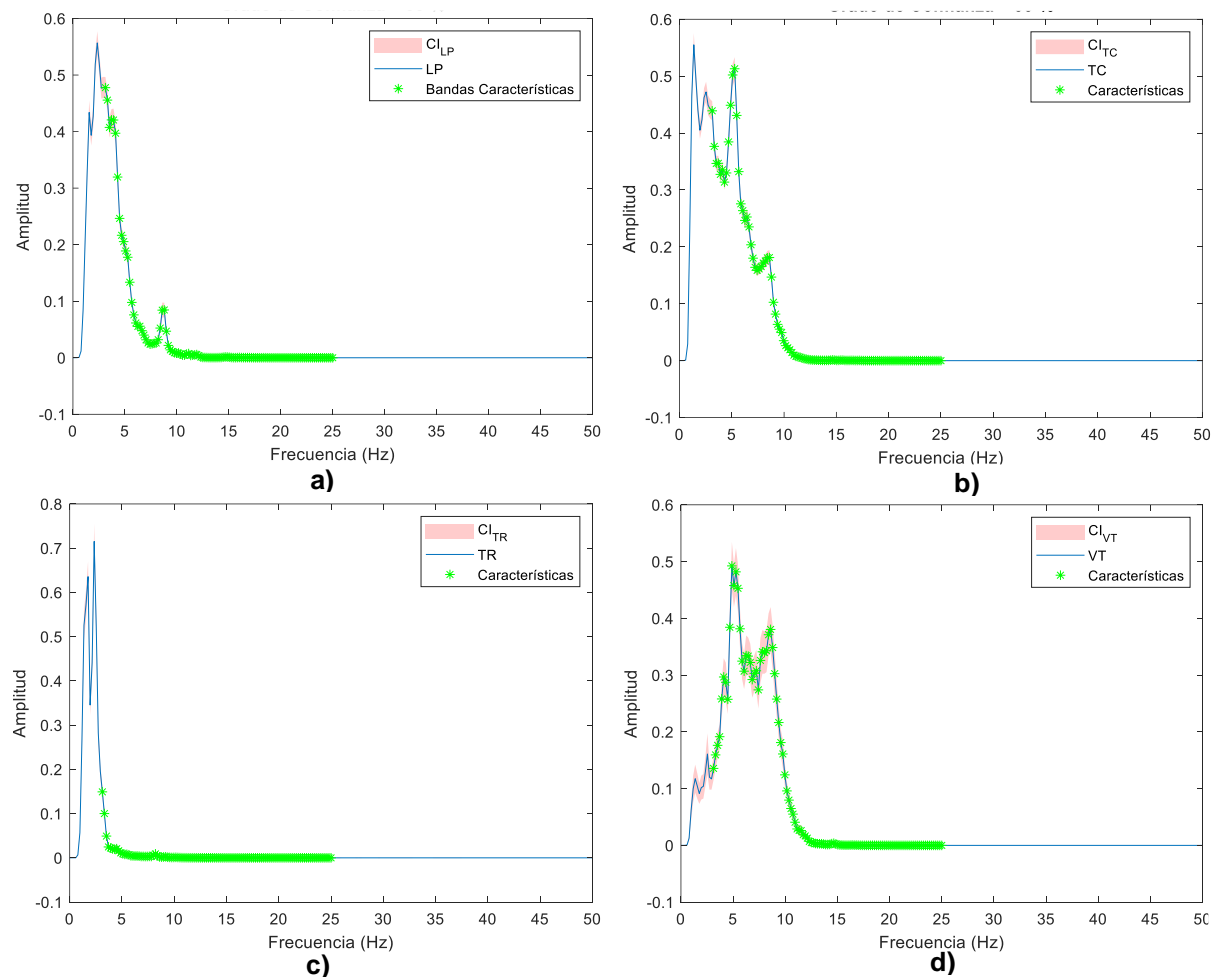 0.6
0.5
0.4
0.3
0.2
0.1
0
-0.1
Amplitud
CI_LP
LP
Bandas Características
0 5 10 15 20 25 30 35 40 45 50
Frecuencia (Hz)
a)
0.6
0.5
0.4
0.3
0.2
0.1
0
-0.1
Amplitud
CI_TC
TC
Características
0 5 10 15 20 25 30 35 40 45 50
Frecuencia (Hz)
b)
0.8
0.7
0.6
0.5
0.4
0.3
0.2
0.1
0
-0.1
Amplitud
CI_TR
TR
Características
0 5 10 15 20 25 30 35 40 45 50
Frecuencia (Hz)
c)
0.6
0.5
0.4
0.3
0.2
0.1
0
-0.1
Amplitud
CI_VT
VT
Características
0 5 10 15 20 25 30 35 40 45 50
Frecuencia (Hz)
d)